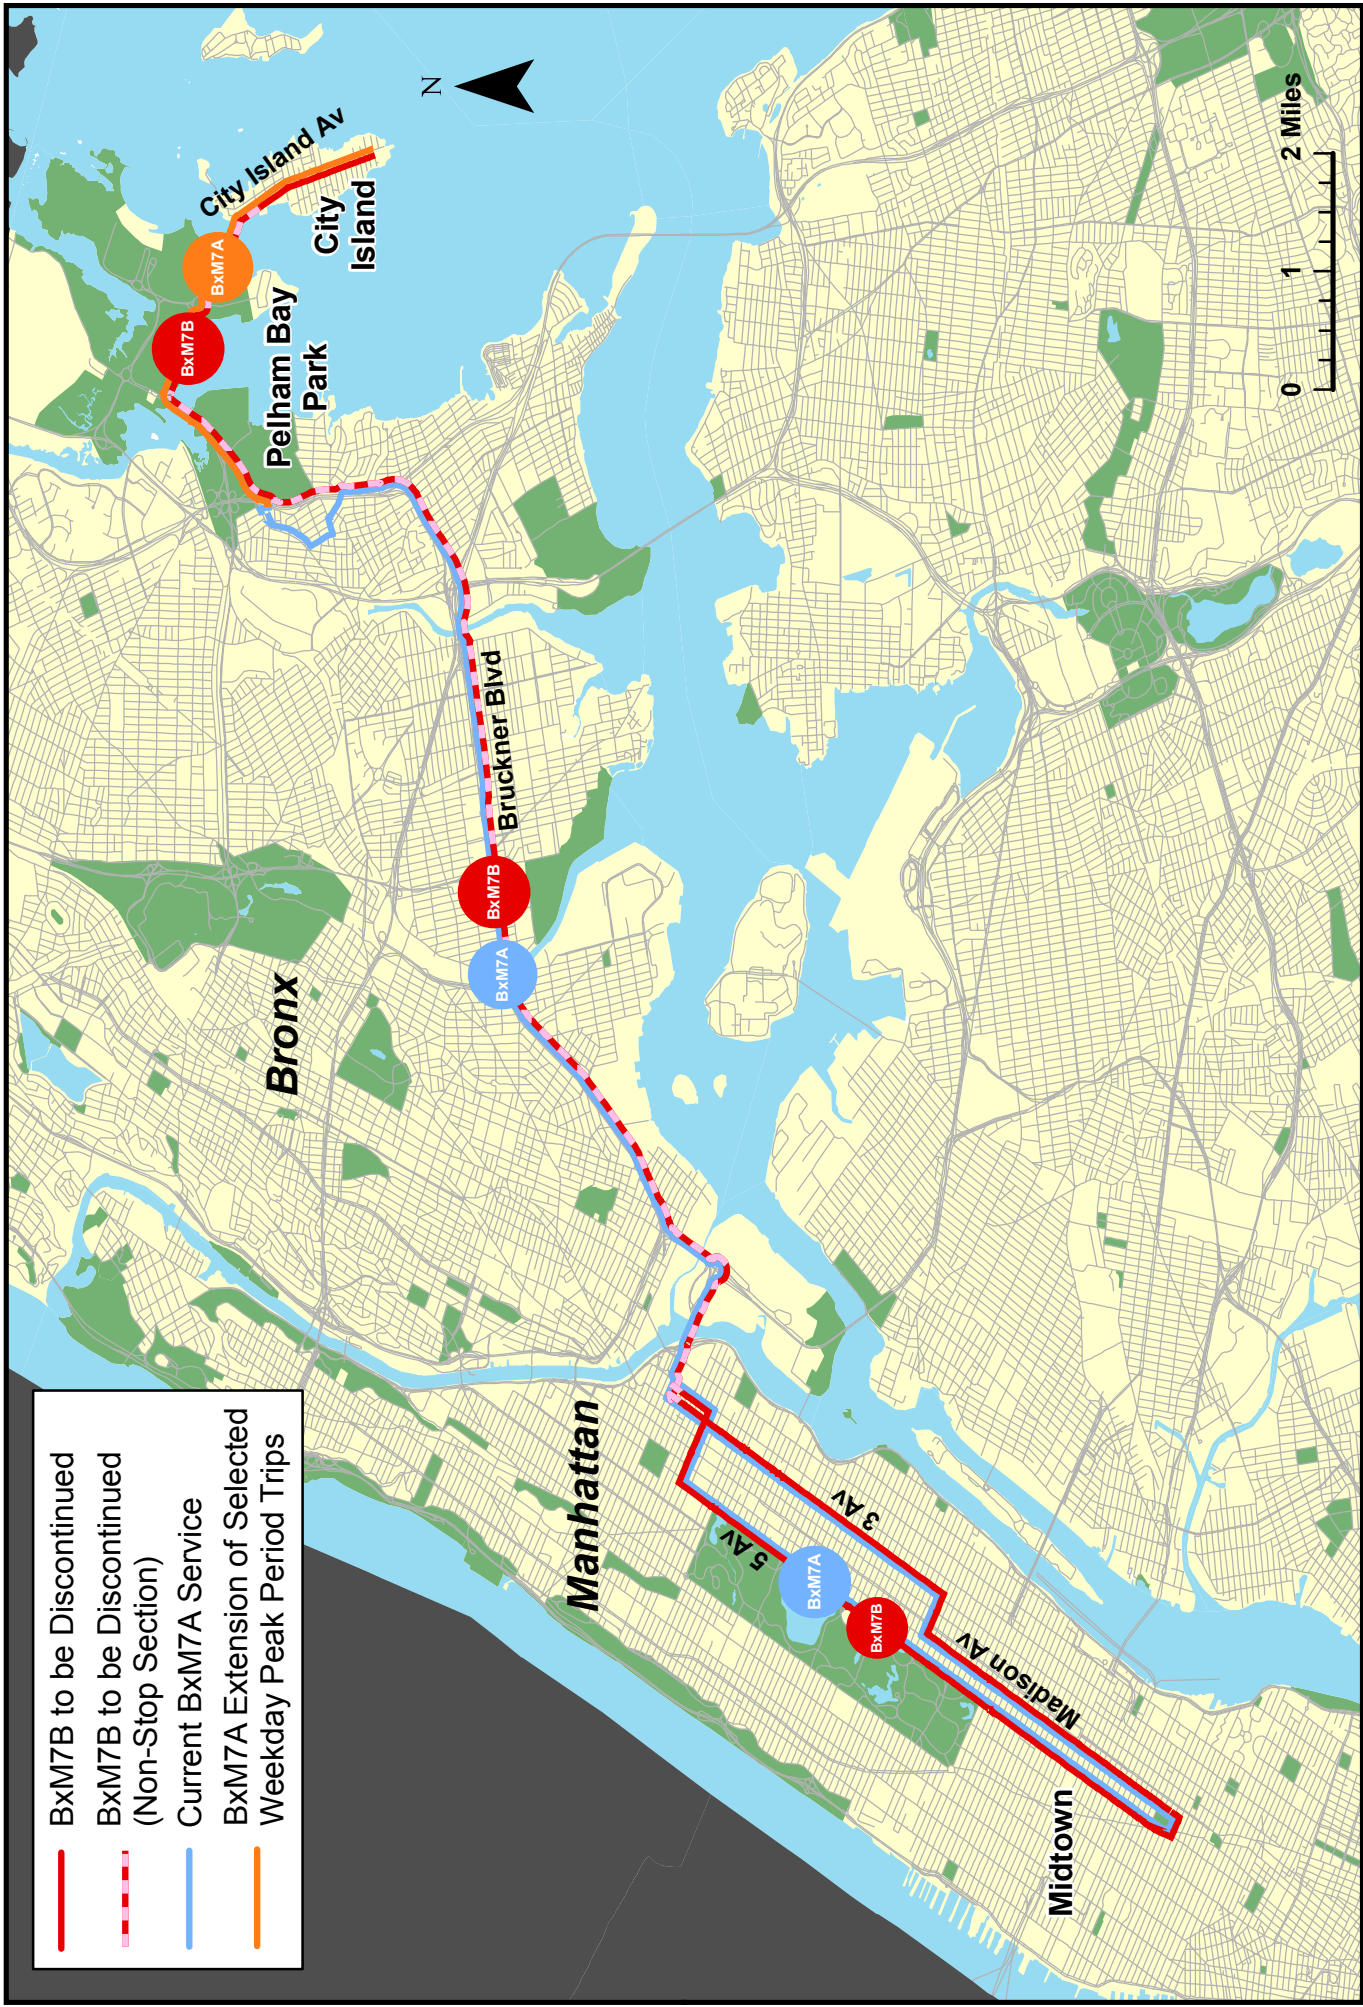 BxM7B to be Discontinued
BxM7B to be Discontinued
(Non-Stop Section)
Current BxM7A Service
BxM7A Extension of Selected
Weekday Peak Period Trips
N
City Island Av
City
Island
BxM7A
BxM7B
Pelham Bay
Park
Bruckner Blvd
BxM7B
BxM7A
Bronx
Manhattan
5 Av
3 Av
BxM7A
BxM7B
Madison Av
Midtown
0
1
2 Miles